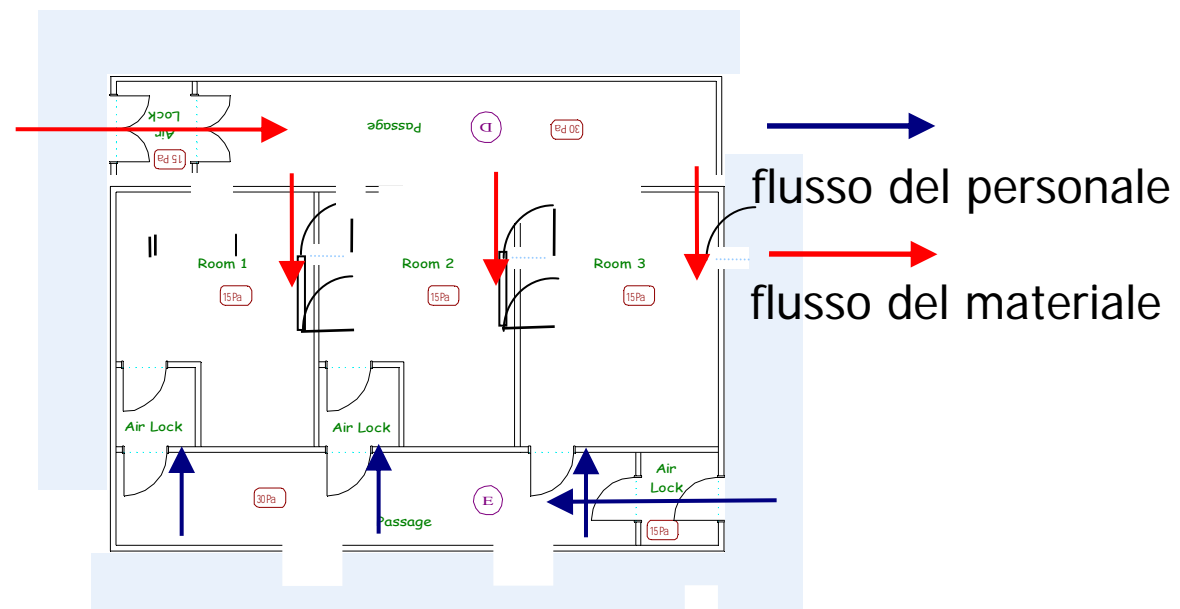 Air
Lock
15 Pa
Passage
D
30 Pa
flusso del personale
Room 1
Room 2
Room 3
15Pa
15Pa
15Pa
flusso del materiale
Air Lock
Air Lock
Air
Lock
30Pa
E
Passage
15Pa